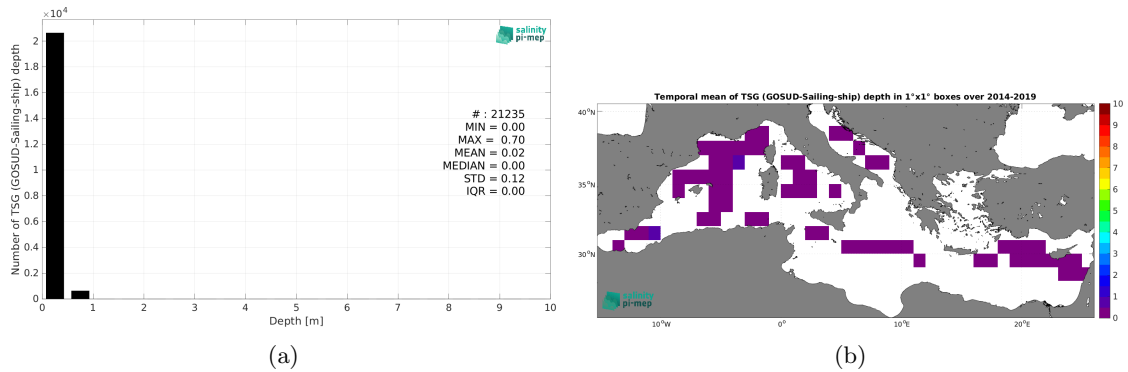 ×10⁴
2
1.8
1.6
1.4
1.2
1
0.8
0.6
0.4
0.2
0
Number of TSG (GOSUD-Sailing-ship) depth
salinity
pi-mep
# : 21235
MIN = 0.00
MAX = 0.70
MEAN = 0.02
MEDIAN = 0.00
STD = 0.12
IQR = 0.00
0 1 2 3 4 5 6 7 8 9 10
Depth [m]
(a)
Temporal mean of TSG (GOSUD-Sailing-ship) depth in 1°x1° boxes over 2014-2019
40°N
35°N
30°N
10°W 0° 10°E 20°E
salinity
pi-mep
10
9
8
7
6
5
4
3
2
1
0
(b)